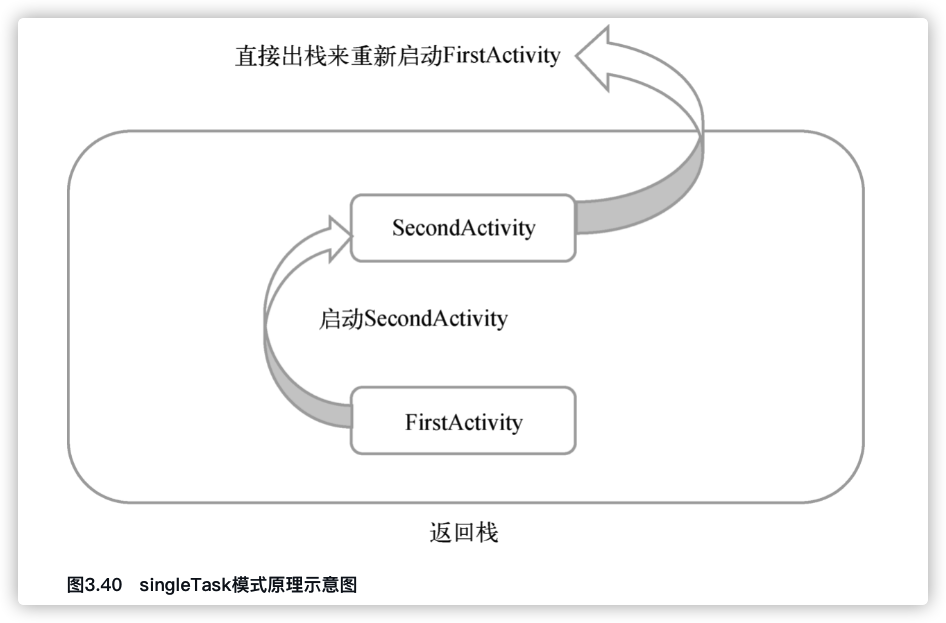 直接出栈来重新启动FirstActivity
SecondActivity
启动SecondActivity
FirstActivity
返回栈
图3.40 singleTask模式原理示意图